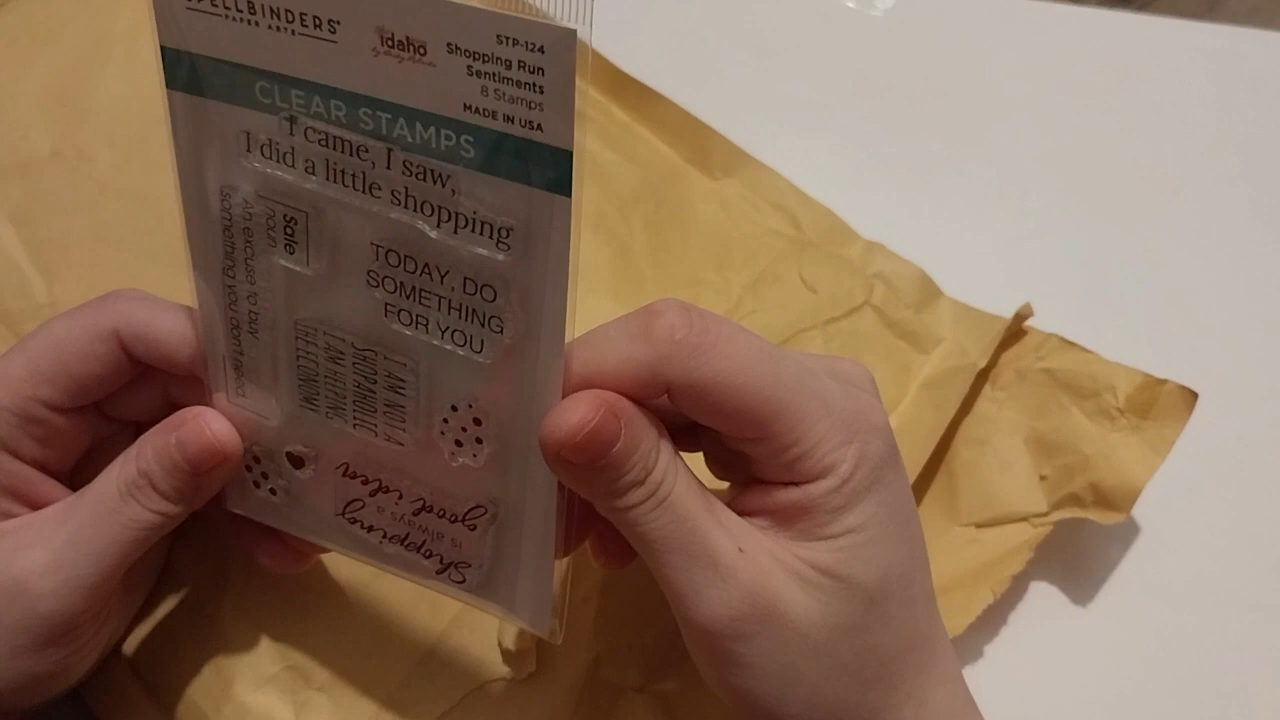 SPELLBINDERS
PAPER ARTS
idaho
STP-124
Shopping Run
Sentiments
8 Stamps
MADE IN USA
CLEAR STAMPS
I came, I saw,
I did a little shopping
Sale
noun
An excuse to buy
something you don't need
TODAY, DO
SOMETHING
FOR YOU
I AM NOT A
SHOPAHOLIC
I AM HELPING
THE ECONOMY
Shopping
is always a
good idea